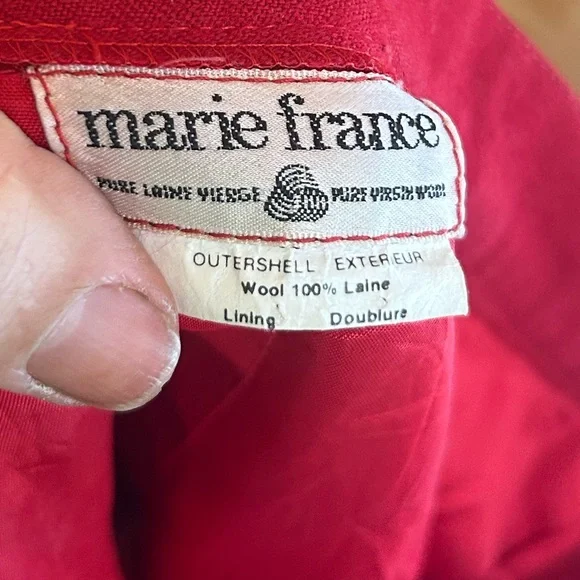 marie france
PURE LAINE VIERGE PURE VIRGIN WOOL
OUTERSHELL EXTERIEUR
Wool 100% Laine
Lining Doublure